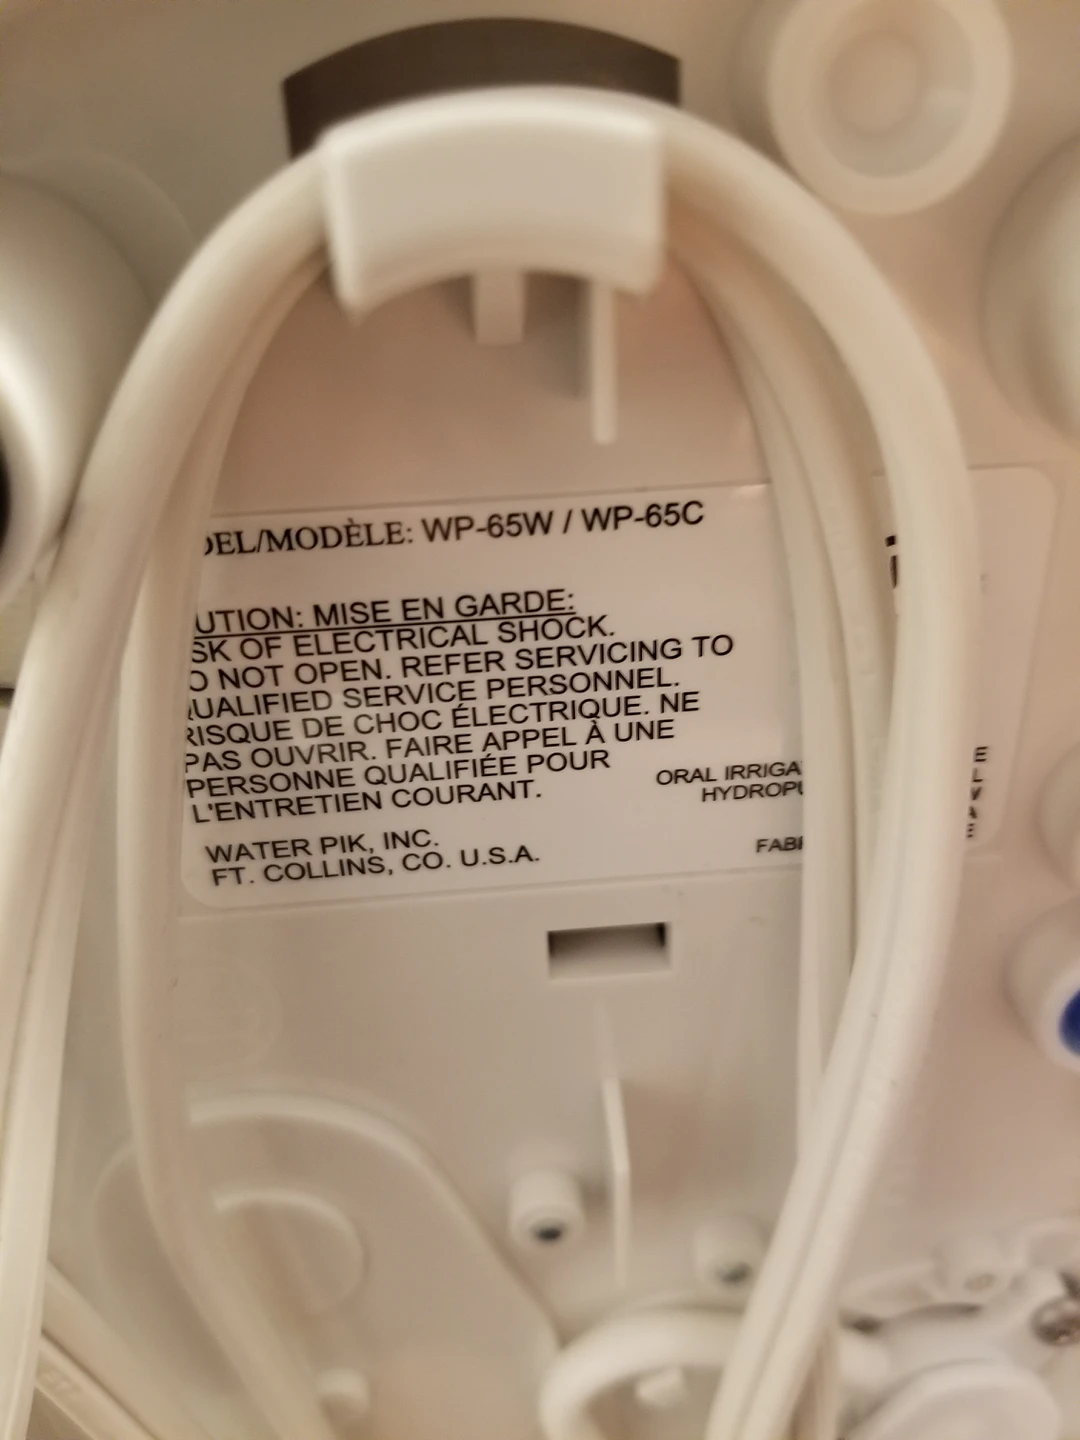 DEL/MODÈLE: WP-65W / WP-65C
UTION: MISE EN GARDE:
SK OF ELECTRICAL SHOCK.
O NOT OPEN. REFER SERVICING TO
QUALIFIED SERVICE PERSONNEL.
RISQUE DE CHOC ÉLECTRIQUE. NE
PAS OUVRIR. FAIRE APPEL À UNE
PERSONNE QUALIFIÉE POUR
L'ENTRETIEN COURANT.
WATER PIK, INC.
FT. COLLINS, CO. U.S.A.
ORAL IRRIGA
HYDROPU
FABR